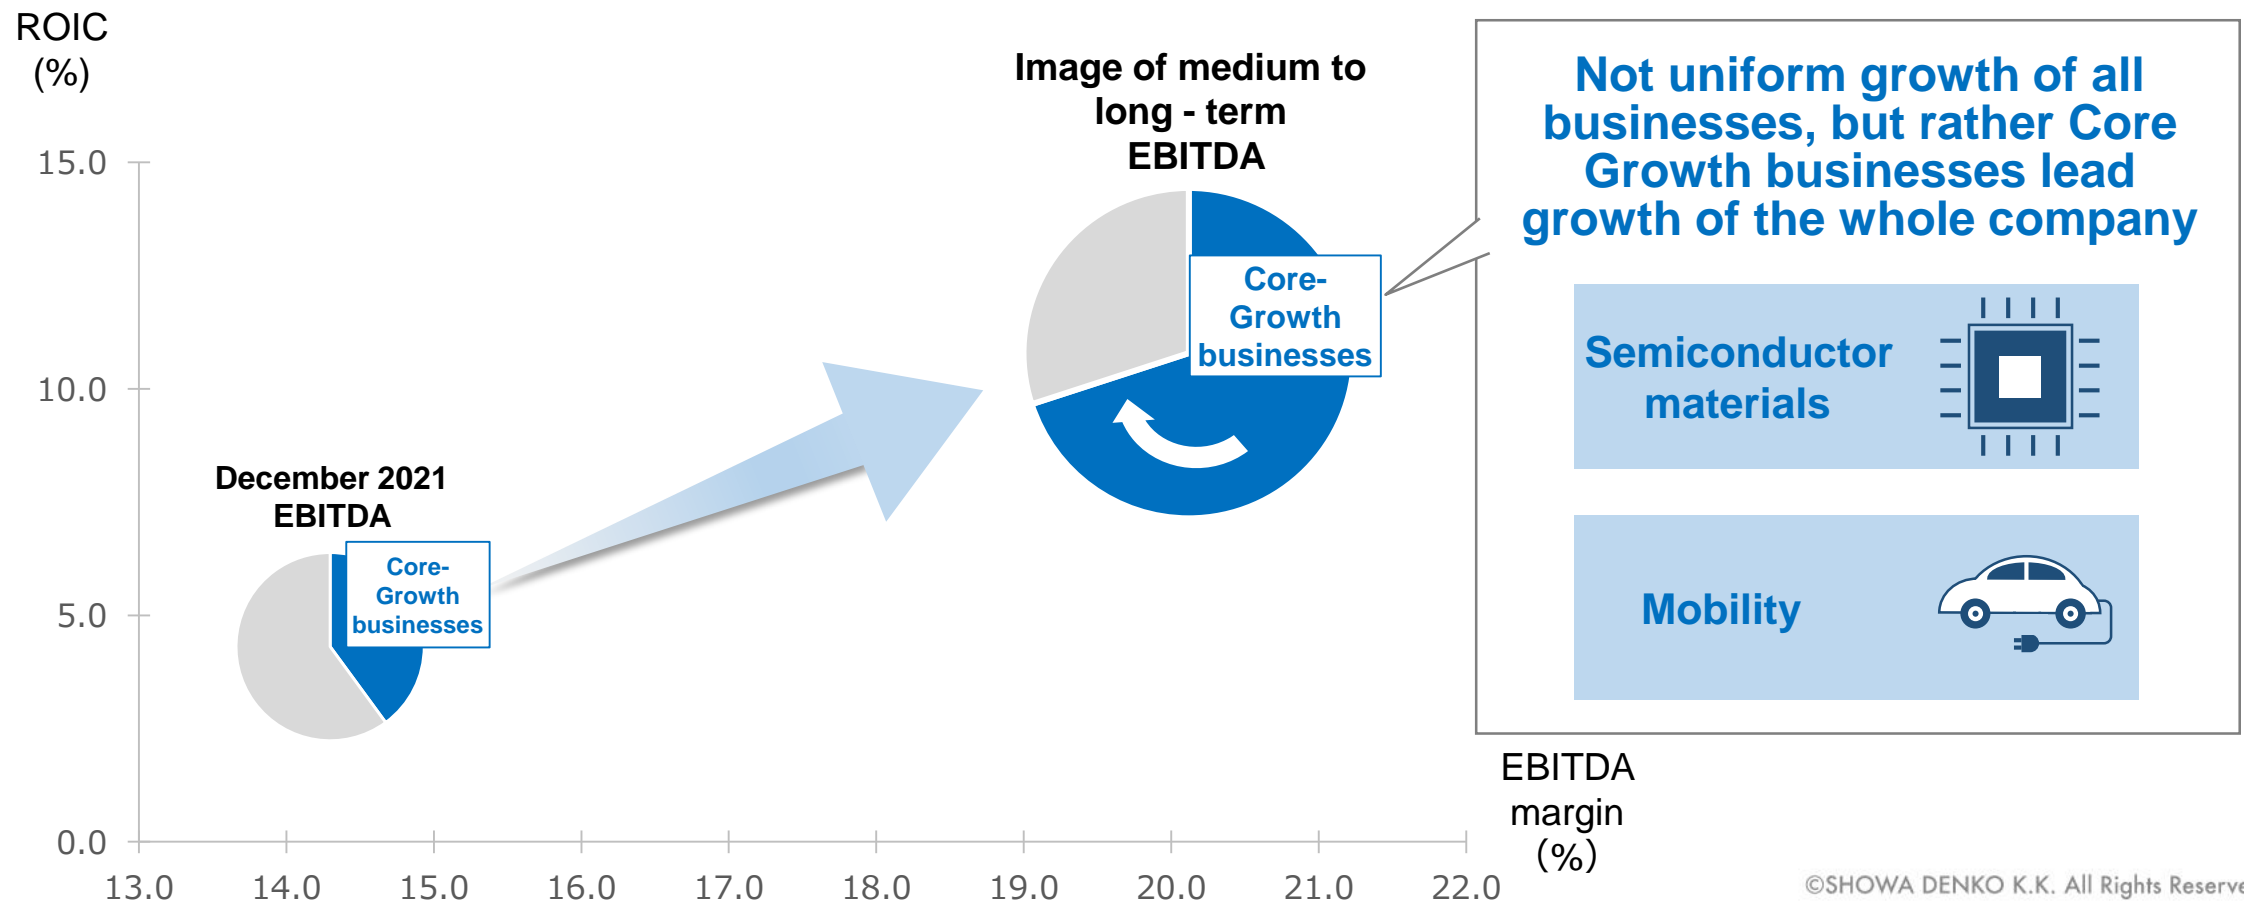 ROIC
(%)
15.0
10.0
5.0
0.0
13.0
14.0
15.0
16.0
17.0
18.0
19.0
20.0
21.0
22.0
EBITDA
margin
(%)
December 2021
EBITDA
Core-
Growth
businesses
Image of medium to
long - term
EBITDA
Core-
Growth
businesses
Not uniform growth of all
businesses, but rather Core
Growth businesses lead
growth of the whole company
Semiconductor
materials
Mobility
©SHOWA DENKO K.K. All Rights Reserve